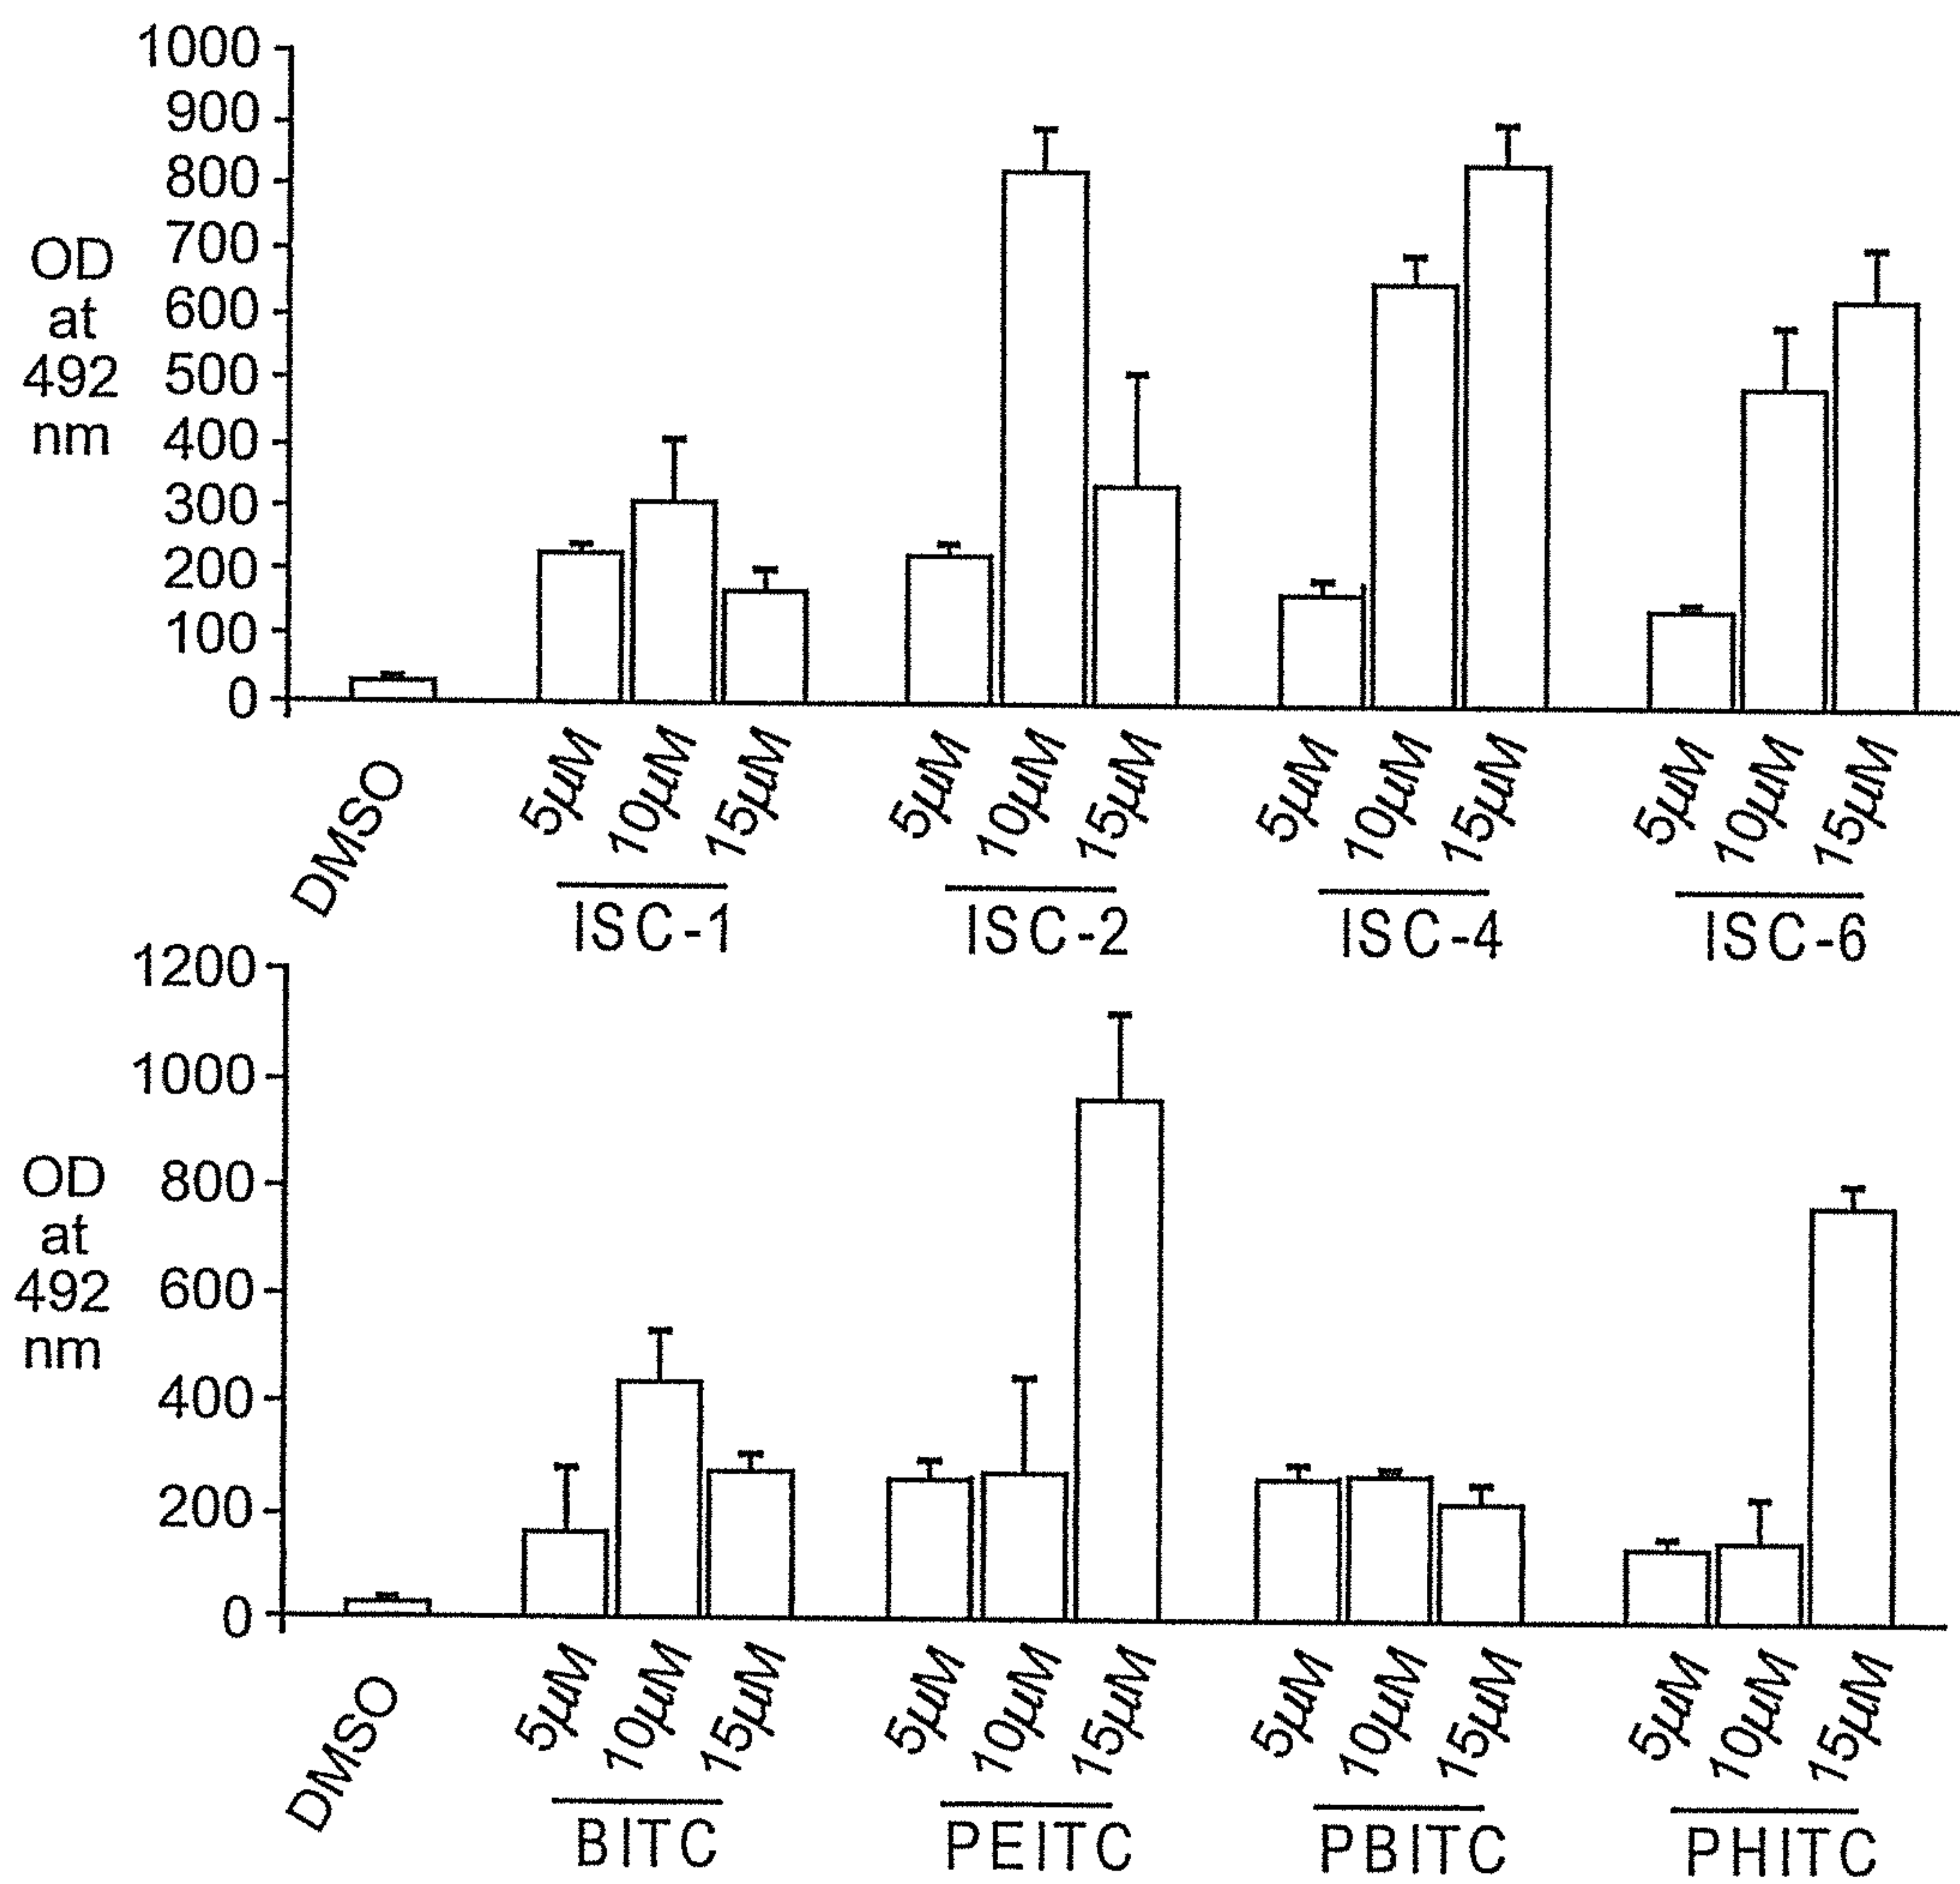 1000
900
800
700
600
500
400
300
200
100
0
OD
at
492
nm
DMSO
5µM 10µM 15µM 5µM 10µM 15µM 5µM 10µM 15µM 5µM 10µM 15µM
ISC-1 ISC-2 ISC-4 ISC-6
1200
1000
800
600
400
200
0
OD
at
492
nm
DMSO
5µM 10µM 15µM 5µM 10µM 15µM 5µM 10µM 15µM 5µM 10µM 15µM
BITC PEITC PBITC PHITC